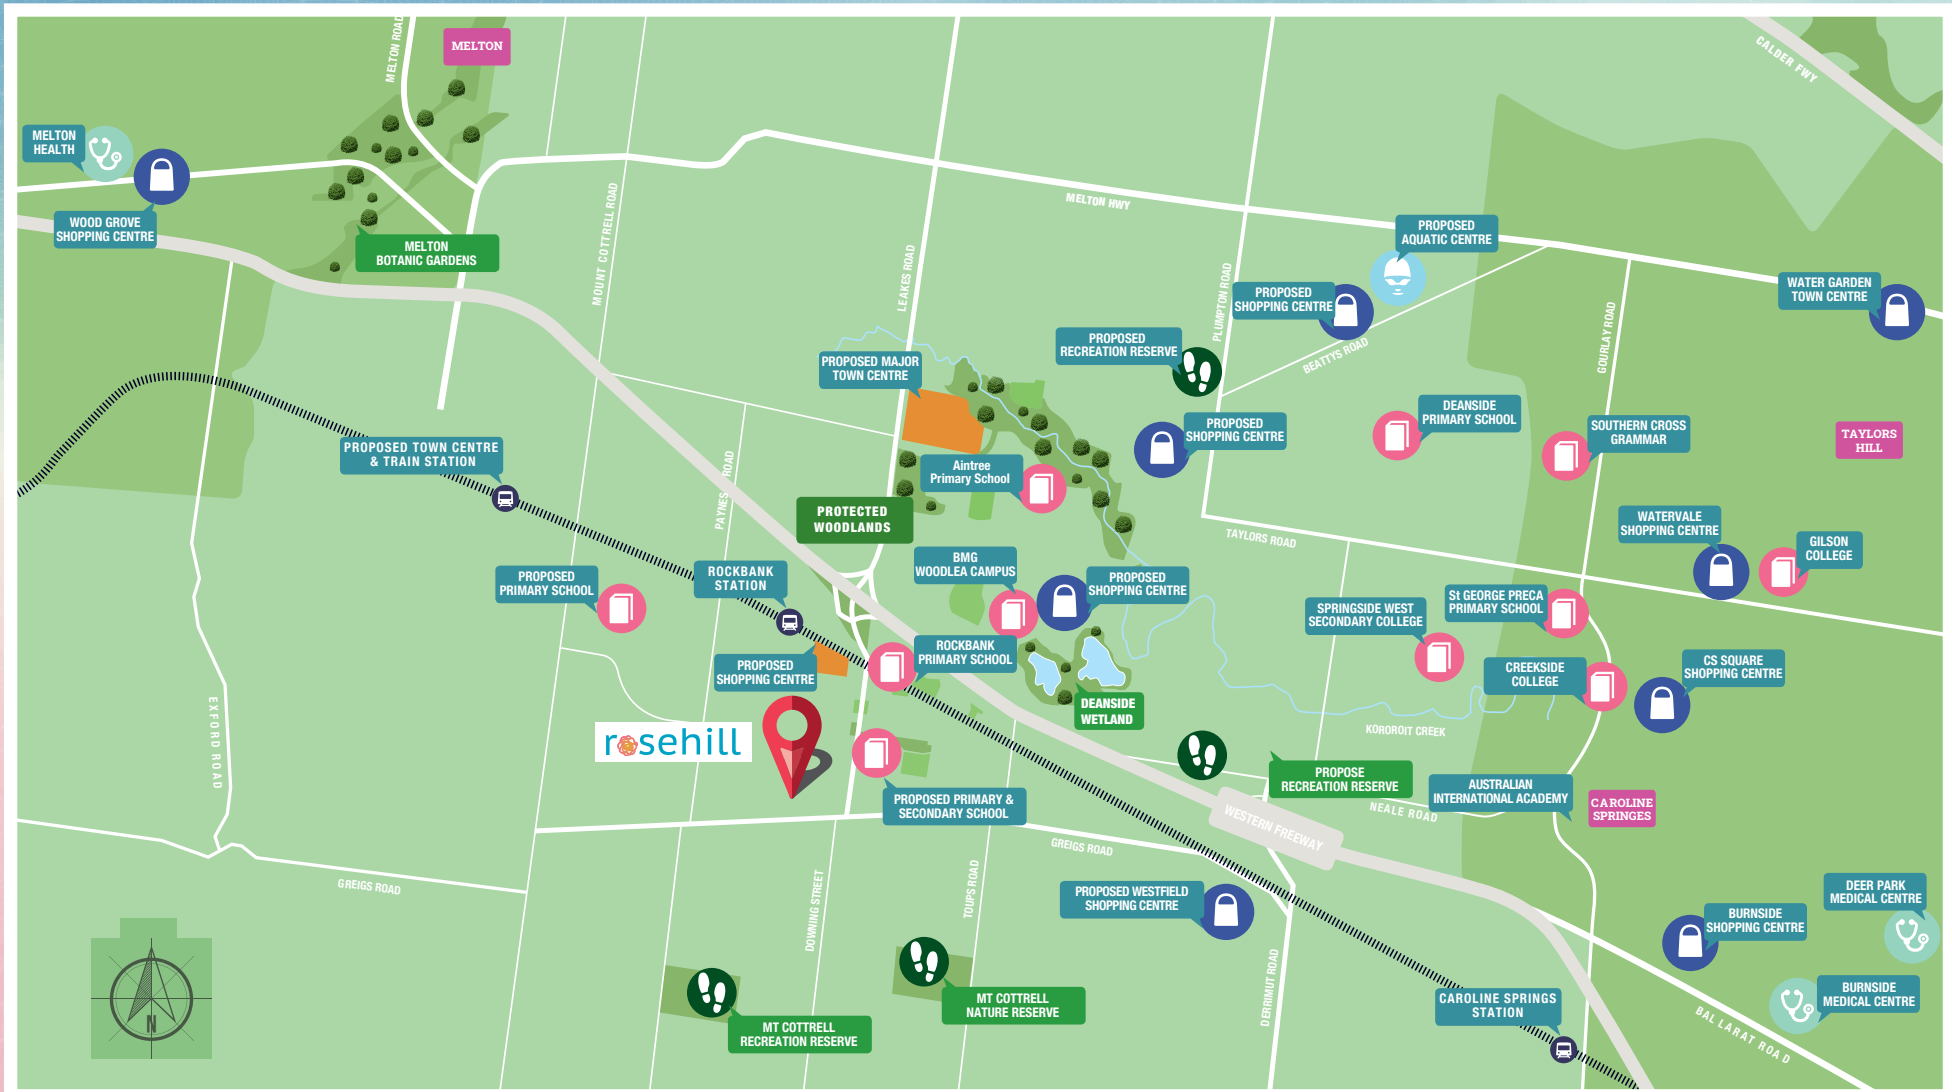 MELTON ROAD
MELTON
CALDER FWY
MELTON
HEALTH
WOOD GROVE
SHOPPING CENTRE
MELTON
BOTANIC GARDENS
MOUNT COTTRELL ROAD
MELTON HWY
LEAKES ROAD
PLUMPTON ROAD
PROPOSED
AQUATIC CENTRE
PROPOSED
SHOPPING CENTRE
BEATTYS ROAD
GOURLAY ROAD
WATER GARDEN
TOWN CENTRE
PROPOSED
RECREATION RESERVE
PROPOSED MAJOR
TOWN CENTRE
PROPOSED
SHOPPING CENTRE
DEANSIDE
PRIMARY SCHOOL
SOUTHERN CROSS
GRAMMAR
TAYLORS
HILL
PROPOSED TOWN CENTRE
& TRAIN STATION
PAYNES ROAD
Aintree
Primary School
PROTECTED
WOODLANDS
TAYLORS ROAD
WATERVALE
SHOPPING CENTRE
GILSON
COLLEGE
PROPOSED
PRIMARY SCHOOL
ROCKBANK
STATION
BMG
WOODLEA CAMPUS
PROPOSED
SHOPPING CENTRE
SPRINGSIDE WEST
SECONDARY COLLEGE
St GEORGE PRECA
PRIMARY SCHOOL
PROPOSED
SHOPPING CENTRE
ROCKBANK
PRIMARY SCHOOL
CREEKSIDE
COLLEGE
CS SQUARE
SHOPPING CENTRE
DEANSIDE
WETLAND
KOROROIT CREEK
EXFORD ROAD
rosehill
PROPOSED PRIMARY &
SECONDARY SCHOOL
PROPOSE
RECREATION RESERVE
NEALE ROAD
AUSTRALIAN
INTERNATIONAL ACADEMY
CAROLINE
SPRINGES
WESTERN FREEWAY
GREIGS ROAD
GREIGS ROAD
DOWNING STREET
TOUPS ROAD
PROPOSED WESTFIELD
SHOPPING CENTRE
DEER PARK
MEDICAL CENTRE
BURNSIDE
SHOPPING CENTRE
DERRIMUT ROAD
BURNSIDE
MEDICAL CENTRE
MT COTTRELL
NATURE RESERVE
MT COTTRELL
RECREATION RESERVE
CAROLINE SPRINGS
STATION
BALLARAT ROAD
N